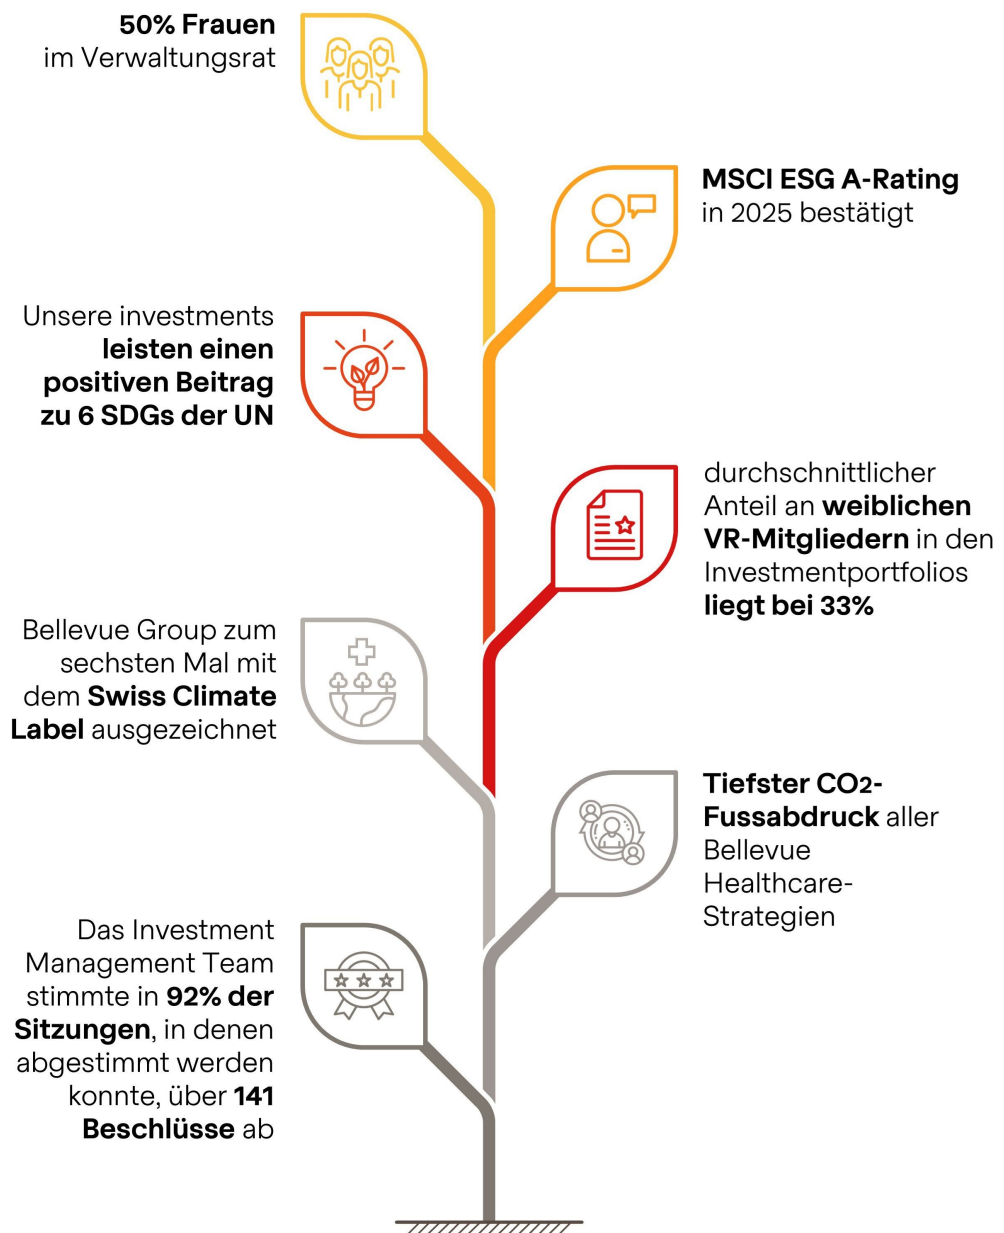 50% Frauen
im Verwaltungsrat
MSCI ESG A-Rating
in 2025 bestätigt
Unsere investments
leisten einen
positiven Beitrag
zu 6 SDGs der UN
durchschnittlicher
Anteil an weiblichen
VR-Mitgliedern in den
Investmentportfolios
liegt bei 33%
Bellevue Group zum
sechsten Mal mit
dem Swiss Climate
Label ausgezeichnet
Tiefster CO2-
Fussabdruck aller
Bellevue
Healthcare-
Strategien
Das Investment
Management Team
stimmte in 92% der
Sitzungen, in denen
abgestimmt werden
konnte, über 141
Beschlüsse ab